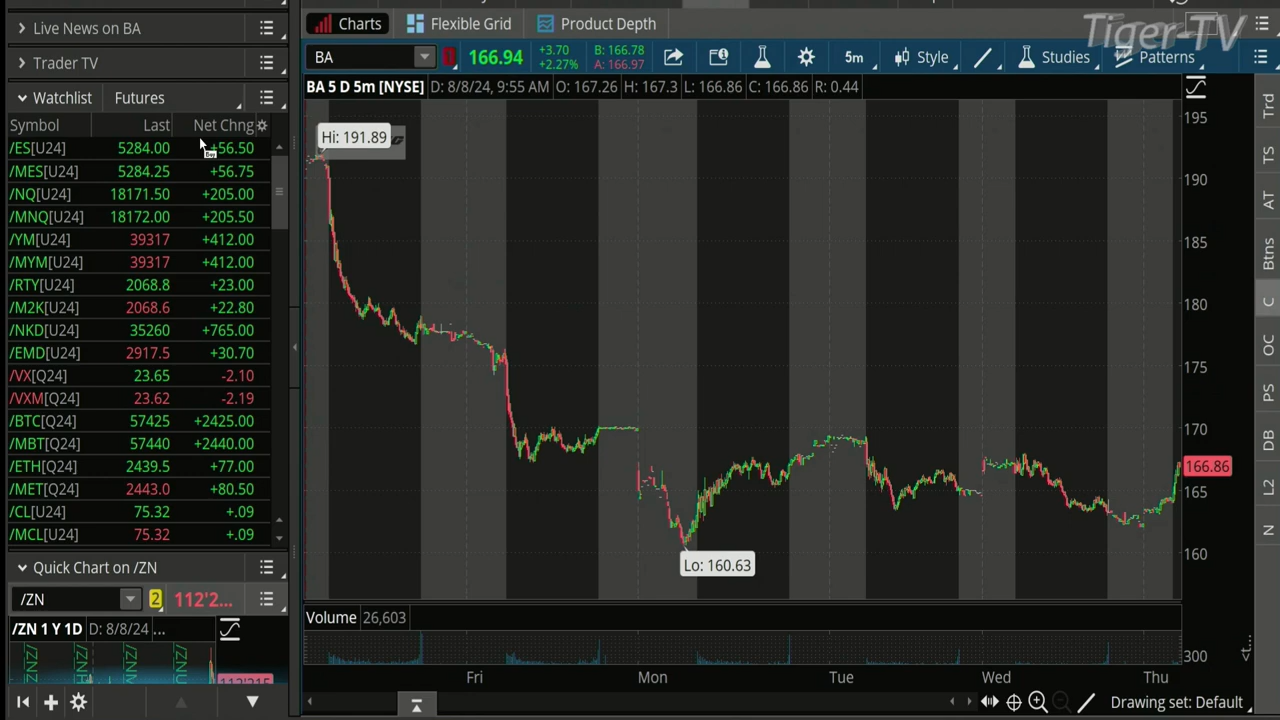 Live News on BA
Trader TV
Watchlist Futures
Symbol Last Net Chng
/ES[U24] 5284.00 +56.50
/MES[U24] 5284.25 +56.75
/NQ[U24] 18171.50 +205.00
/MNQ[U24] 18172.00 +205.50
/YM[U24] 39317 +412.00
/MYM[U24] 39317 +412.00
/RTY[U24] 2068.8 +23.00
/M2K[U24] 2068.6 +22.80
/NKD[U24] 35260 +765.00
/EMD[U24] 2917.5 +30.70
/VX[Q24] 23.65 -2.10
/VXM[Q24] 23.62 -2.19
/BTC[Q24] 57425 +2425.00
/MBT[Q24] 57440 +2440.00
/ETH[Q24] 2439.5 +77.00
/MET[Q24] 2443.0 +80.50
/CL[U24] 75.32 +.09
/MCL[U24] 75.32 +.09
Quick Chart on /ZN
/ZN 2 112'2...
/ZN 1 Y 1D D: 8/8/24 ...
Charts Flexible Grid Product Depth
Tiger-TV
BA 166.94 +3.70 +2.27% B: 166.78 A: 166.97 5m Style Studies Patterns
BA 5 D 5m [NYSE] D: 8/8/24, 9:55 AM O: 167.26 H: 167.3 L: 166.86 C: 166.86 R: 0.44
Hi: 191.89
195
190
185
180
175
170
166.86
165
160
Lo: 160.63
Volume 26,603
300
Fri Mon Tue Wed Thu
Drawing set: Default
Trd
TS
AT
Btns
C
OC
PS
DB
L2
N